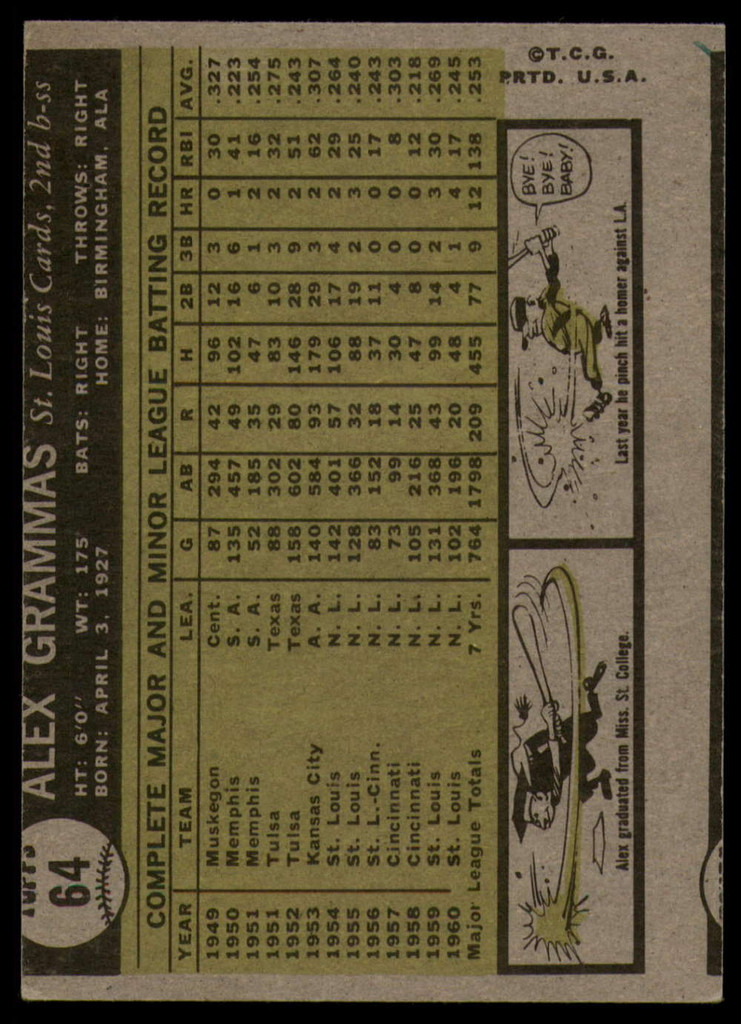 TOPPS
64
ALEX GRAMMAS St. Louis Cards, 2nd b-ss
HT: 6'0" WT: 175 BATS: RIGHT THROWS: RIGHT
BORN: APRIL 3, 1927 HOME: BIRMINGHAM, ALA
COMPLETE MAJOR AND MINOR LEAGUE BATTING RECORD
YEAR TEAM LEA. G AB R H 2B 3B HR RBI AVG.
1949 Muskegon Cent. 87 294 42 96 12 3 0 30 .327
1950 Memphis S. A. 135 457 49 102 16 6 1 41 .223
1951 Memphis S. A. 52 185 35 47 6 1 2 16 .254
1951 Tulsa Texas 88 302 29 83 10 3 2 32 .275
1952 Tulsa Texas 158 602 80 146 28 9 2 51 .243
1953 Kansas City A. A. 140 584 93 179 29 3 2 62 .307
1954 St. Louis N. L. 142 401 57 106 17 4 2 29 .264
1955 St. Louis N. L. 128 366 32 88 19 2 3 25 .240
1956 St. L.-Cinn. N. L. 83 152 18 37 11 0 0 17 .243
1957 Cincinnati N. L. 73 99 14 30 4 0 0 8 .303
1958 Cincinnati N. L. 105 216 25 47 8 0 0 12 .218
1959 St. Louis N. L. 131 368 43 99 14 2 3 30 .269
1960 St. Louis N. L. 102 196 20 48 4 1 4 17 .245
Major League Totals 7 Yrs. 764 1798 209 455 77 9 12 138 .253
Alex graduated from Miss. St. College.
BYE!
BYE!
BABY!
Last year he pinch hit a homer against L.A.
©T.C.G.
PRTD. U.S.A.